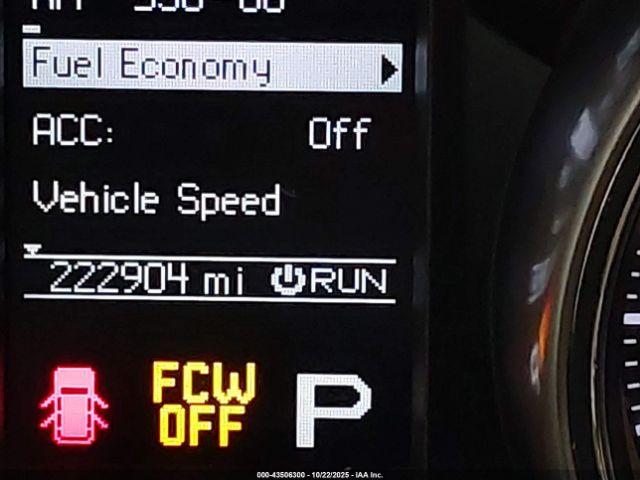 Fuel Economy
ACC: Off
Vehicle Speed
222904 mi RUN
FCW
OFF
P
000-43506300 - 10/22/2025 - IAA Inc.